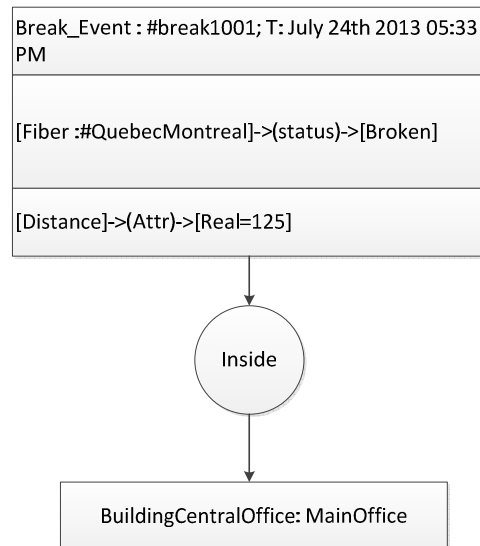 Break_Event : #break1001; T: July 24th 2013 05:33
PM
[Fiber :#QuebecMontreal]->(status)->[Broken]
[Distance]->(Attr)->[Real=125]
Inside
BuildingCentralOffice: MainOffice